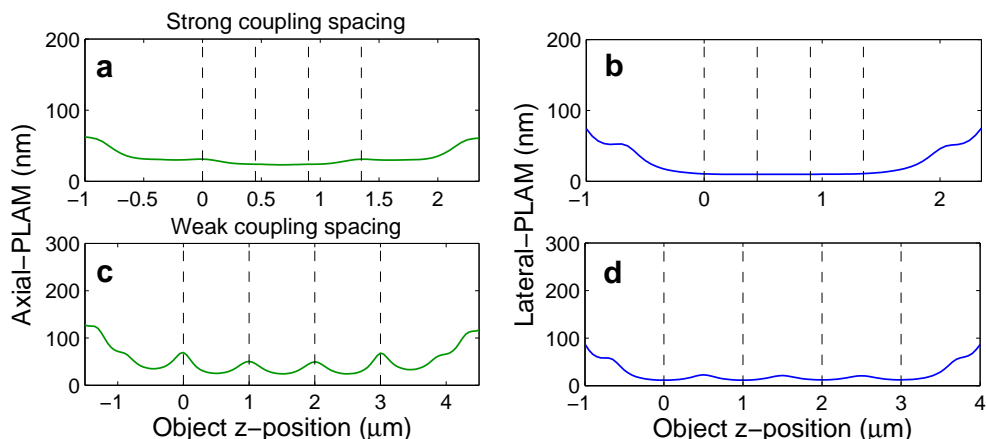 Strong coupling spacing
a
b
200
100
0
−1 −0.5 0 0.5 1 1.5 2
200
100
0
−1 0 1 2
Axial−PLAM (nm)
Lateral−PLAM (nm)
Weak coupling spacing
c
d
300
200
100
0
−1 0 1 2 3 4
300
200
100
0
−1 0 1 2 3 4
Object z−position (μm)
Object z−position (μm)